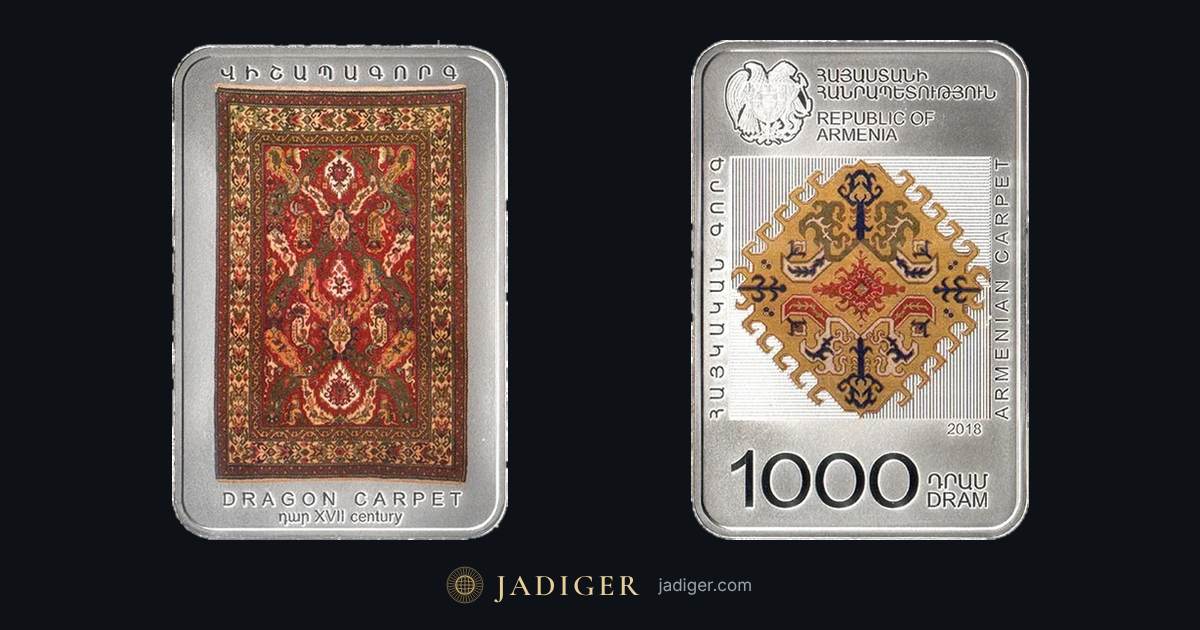 ՎԻՇԱՊԱԳՈՐԳ
DRAGON CARPET
դար XVII century
ՀԱՅԱՍՏԱՆԻ
ՀԱՆՐԱՊԵՏՈՒԹՅՈՒՆ
REPUBLIC OF
ARMENIA
ՀԱՅԿԱԿԱՆ ԳՈՐԳ
ARMENIAN CARPET
2018
1000 ԴՐԱՄ
DRAM
JADIGER jadiger.com